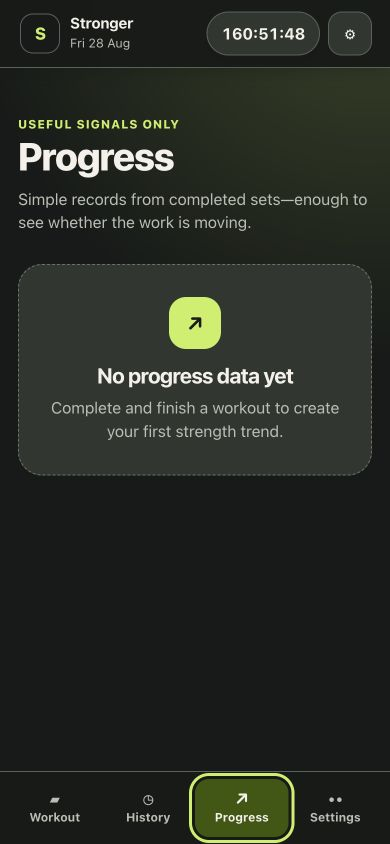 S
Stronger
Fri 28 Aug
160:51:48
USEFUL SIGNALS ONLY
Progress
Simple records from completed sets—enough to
see whether the work is moving.
No progress data yet
Complete and finish a workout to create
your first strength trend.
Workout
History
Progress
Settings